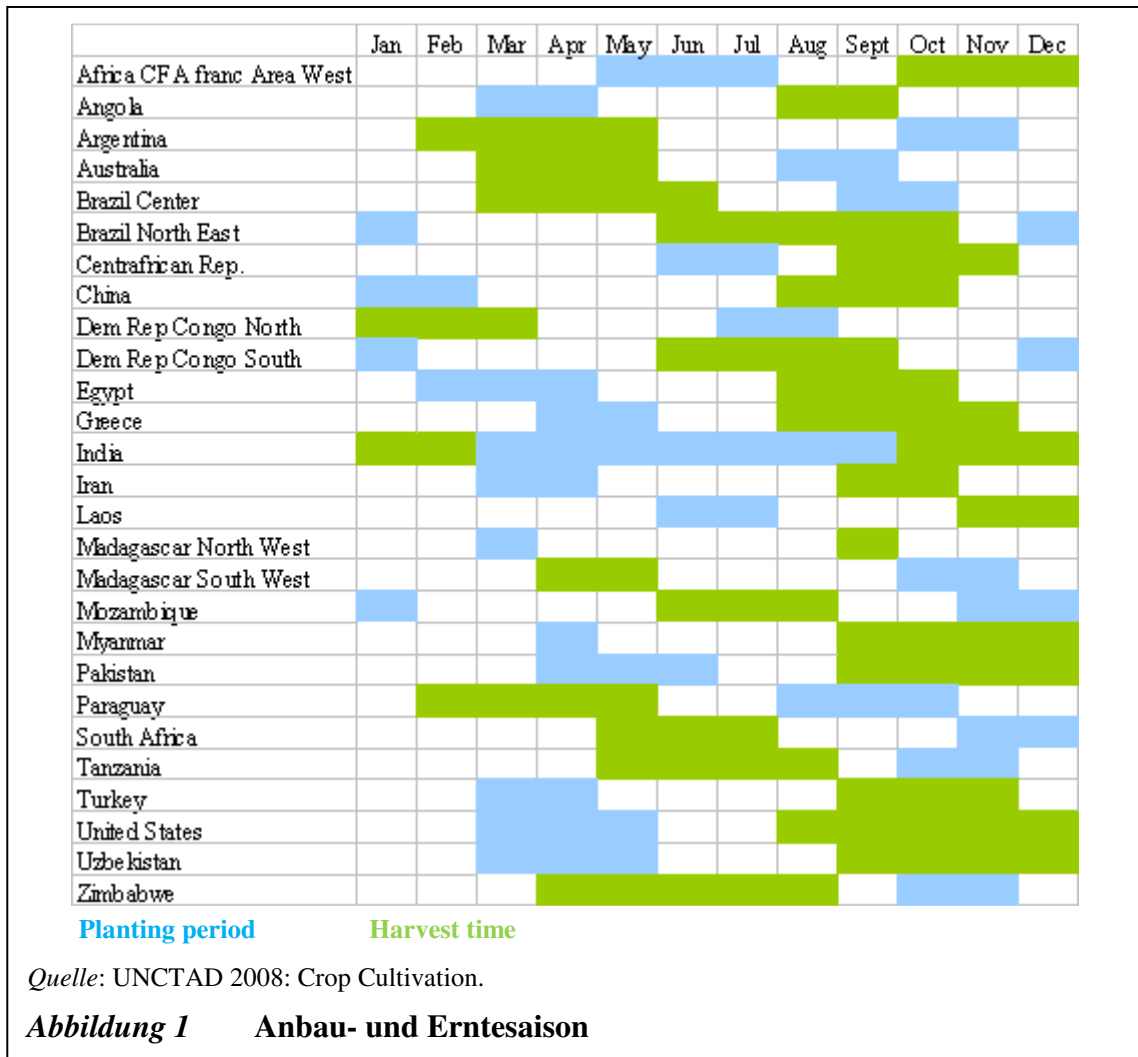 Jan Feb Mar Apr May Jun Jul Aug Sept Oct Nov Dec
Africa CFA franc Area West
Angola
Argentina
Australia
Brazil Center
Brazil North East
Centrafrican Rep.
China
Dem Rep Congo North
Dem Rep Congo South
Egypt
Greece
India
Iran
Laos
Madagascar North West
Madagascar South West
Mozambique
Myanmar
Pakistan
Paraguay
South Africa
Tanzania
Turkey
United States
Uzbekistan
Zimbabwe
Planting period Harvest time
Quelle: UNCTAD 2008: Crop Cultivation.
Abbildung 1 Anbau- und Erntesaison